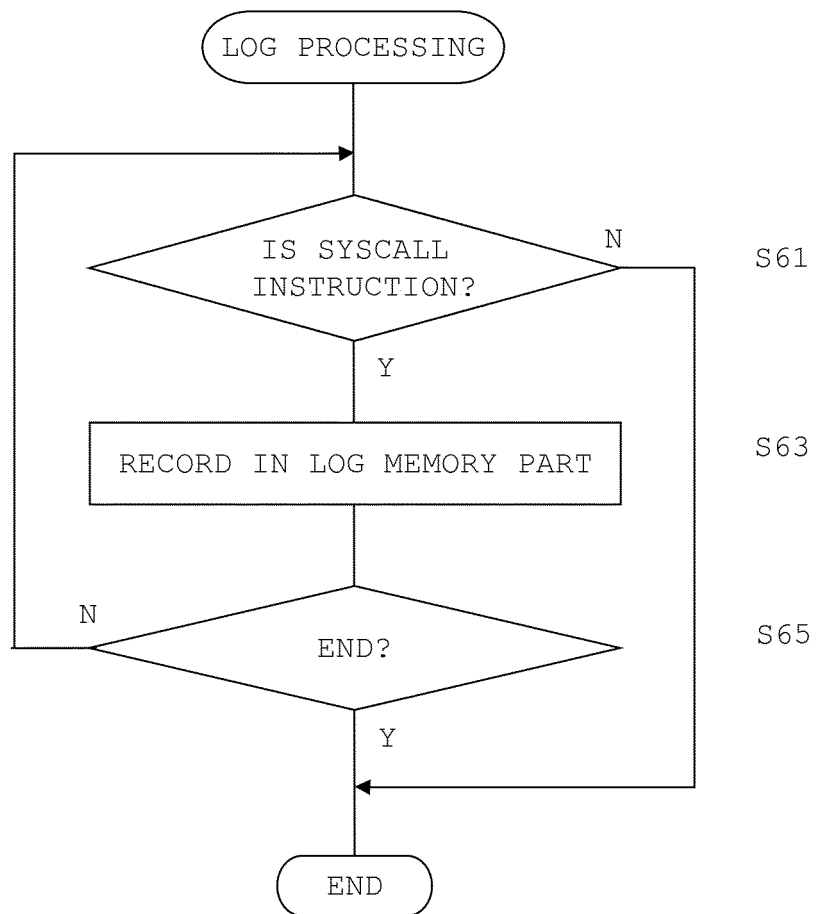 LOG PROCESSING
IS SYSCALL
INSTRUCTION?
N
S61
Y
RECORD IN LOG MEMORY PART
S63
N
END?
S65
Y
END